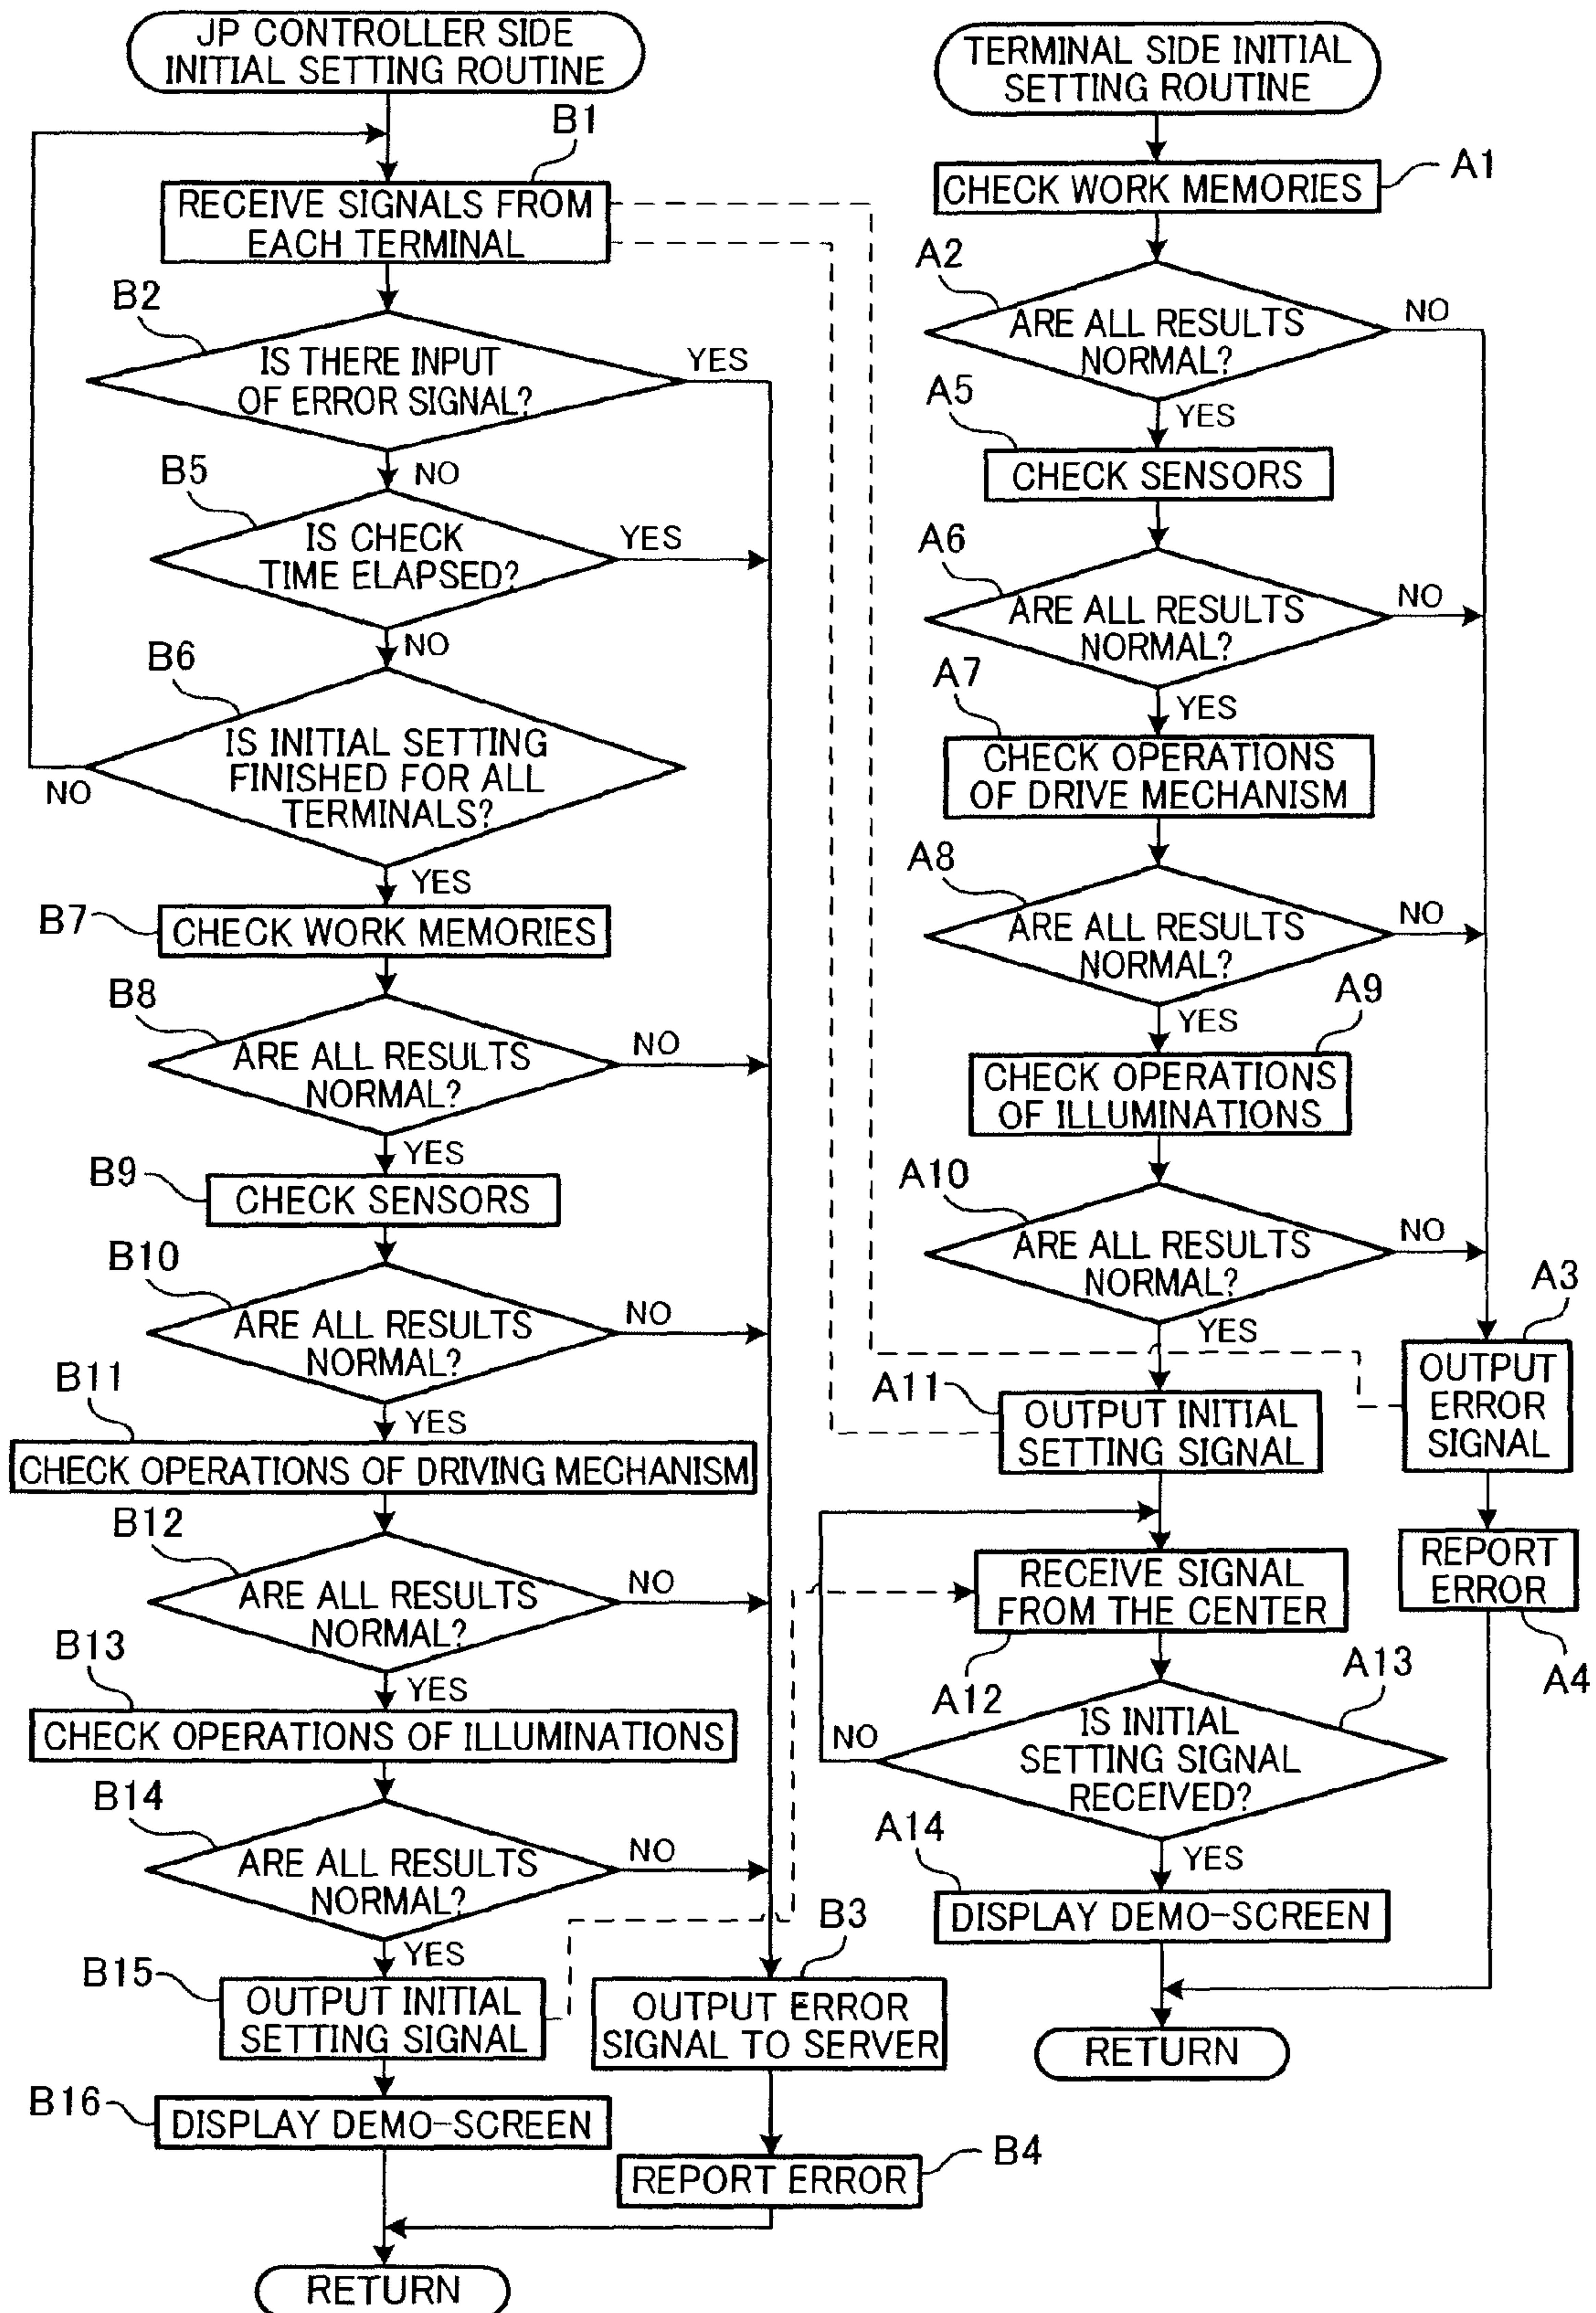 JP CONTROLLER SIDE
INITIAL SETTING ROUTINE
B1
RECEIVE SIGNALS FROM
EACH TERMINAL
B2
IS THERE INPUT
OF ERROR SIGNAL?
YES
NO
B5
IS CHECK
TIME ELAPSED?
YES
NO
B6
IS INITIAL SETTING
FINISHED FOR ALL
TERMINALS?
NO
YES
B7
CHECK WORK MEMORIES
B8
ARE ALL RESULTS
NORMAL?
NO
YES
B9
CHECK SENSORS
B10
ARE ALL RESULTS
NORMAL?
NO
YES
B11
CHECK OPERATIONS OF DRIVING MECHANISM
B12
ARE ALL RESULTS
NORMAL?
NO
YES
B13
CHECK OPERATIONS OF ILLUMINATIONS
B14
ARE ALL RESULTS
NORMAL?
NO
YES
B15
OUTPUT INITIAL
SETTING SIGNAL
B16
DISPLAY DEMO-SCREEN
B3
OUTPUT ERROR
SIGNAL TO SERVER
B4
REPORT ERROR
RETURN
TERMINAL SIDE INITIAL
SETTING ROUTINE
A1
CHECK WORK MEMORIES
A2
ARE ALL RESULTS
NORMAL?
NO
YES
A5
CHECK SENSORS
A6
ARE ALL RESULTS
NORMAL?
NO
YES
A7
CHECK OPERATIONS
OF DRIVE MECHANISM
A8
ARE ALL RESULTS
NORMAL?
NO
YES
A9
CHECK OPERATIONS
OF ILLUMINATIONS
A10
ARE ALL RESULTS
NORMAL?
NO
YES
A3
OUTPUT
ERROR
SIGNAL
A11
OUTPUT INITIAL
SETTING SIGNAL
REPORT
ERROR
A4
RECEIVE SIGNAL
FROM THE CENTER
A12
A13
IS INITIAL
SETTING SIGNAL
RECEIVED?
NO
YES
A14
DISPLAY DEMO-SCREEN
RETURN